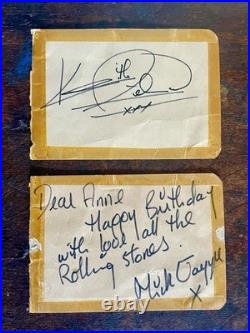 Keith
xxx
Dear Anne
Happy Birthday
with love all the
Rolling Stones.
Mick Jagger
X